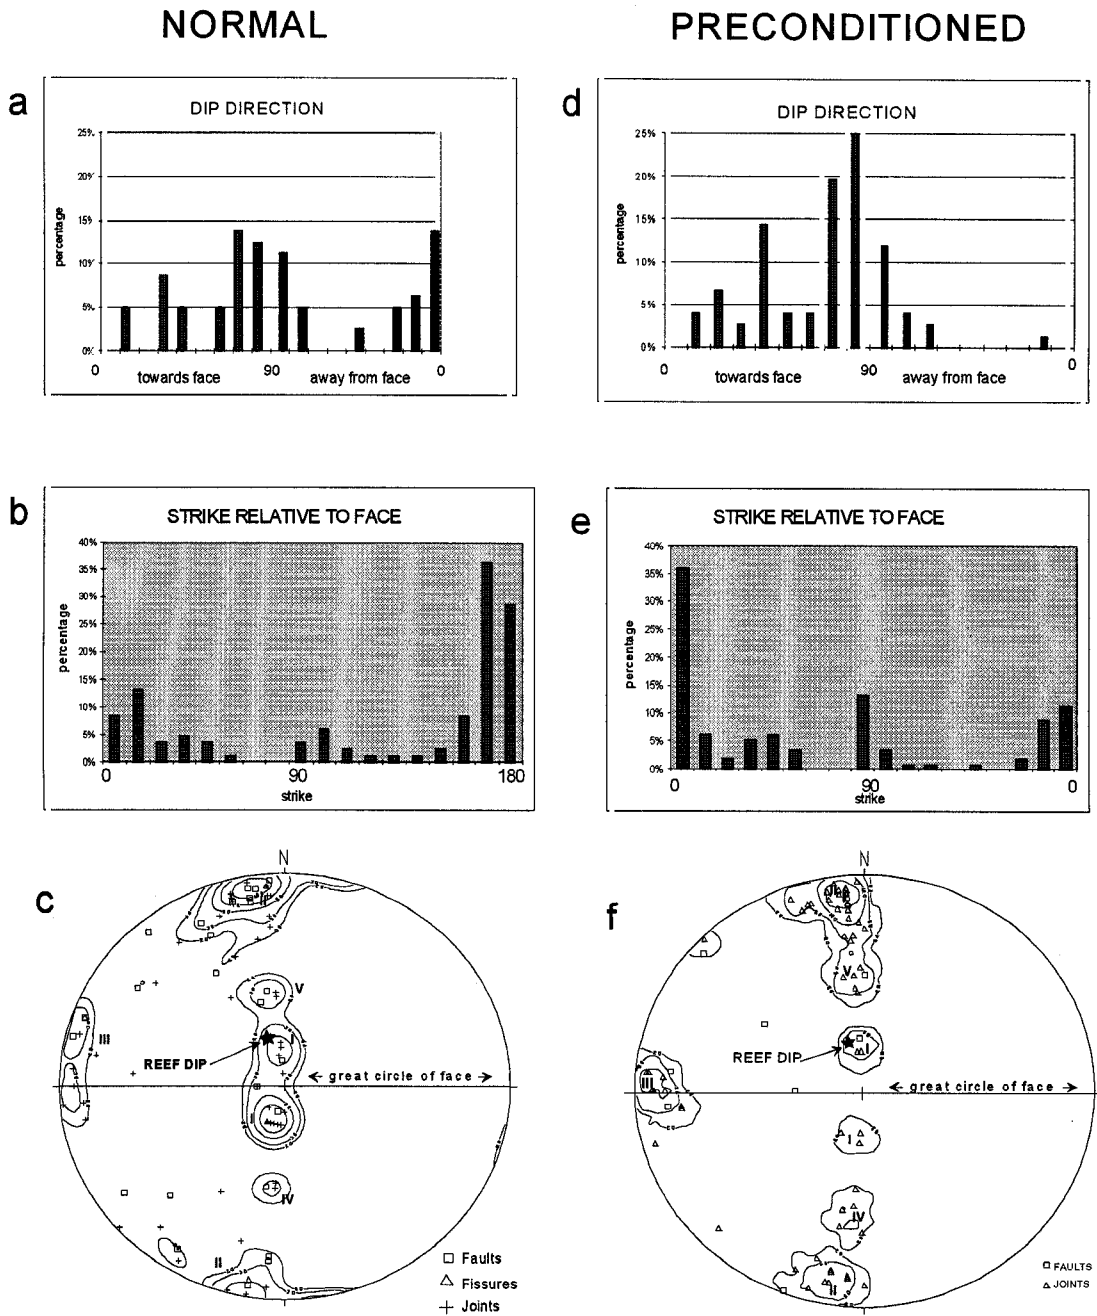 NORMAL
PRECONDITIONED
a
DIP DIRECTION
25%
20%
15%
10%
5%
0%
percentage
0
towards face
90
away from face
0
d
DIP DIRECTION
25%
20%
15%
10%
5%
0%
percentage
0
towards face
90
away from face
0
b
STRIKE RELATIVE TO FACE
40%
35%
30%
25%
20%
15%
10%
5%
0%
percentage
0
90
180
strike
e
STRIKE RELATIVE TO FACE
40%
35%
30%
25%
20%
15%
10%
5%
0%
percentage
0
90
0
strike
c
N
II
V
III
I
REEF DIP
great circle of face
I
IV
II
Faults
Fissures
Joints
f
N
II
V
I
REEF DIP
III
great circle of face
I
IV
II
FAULTS
JOINTS